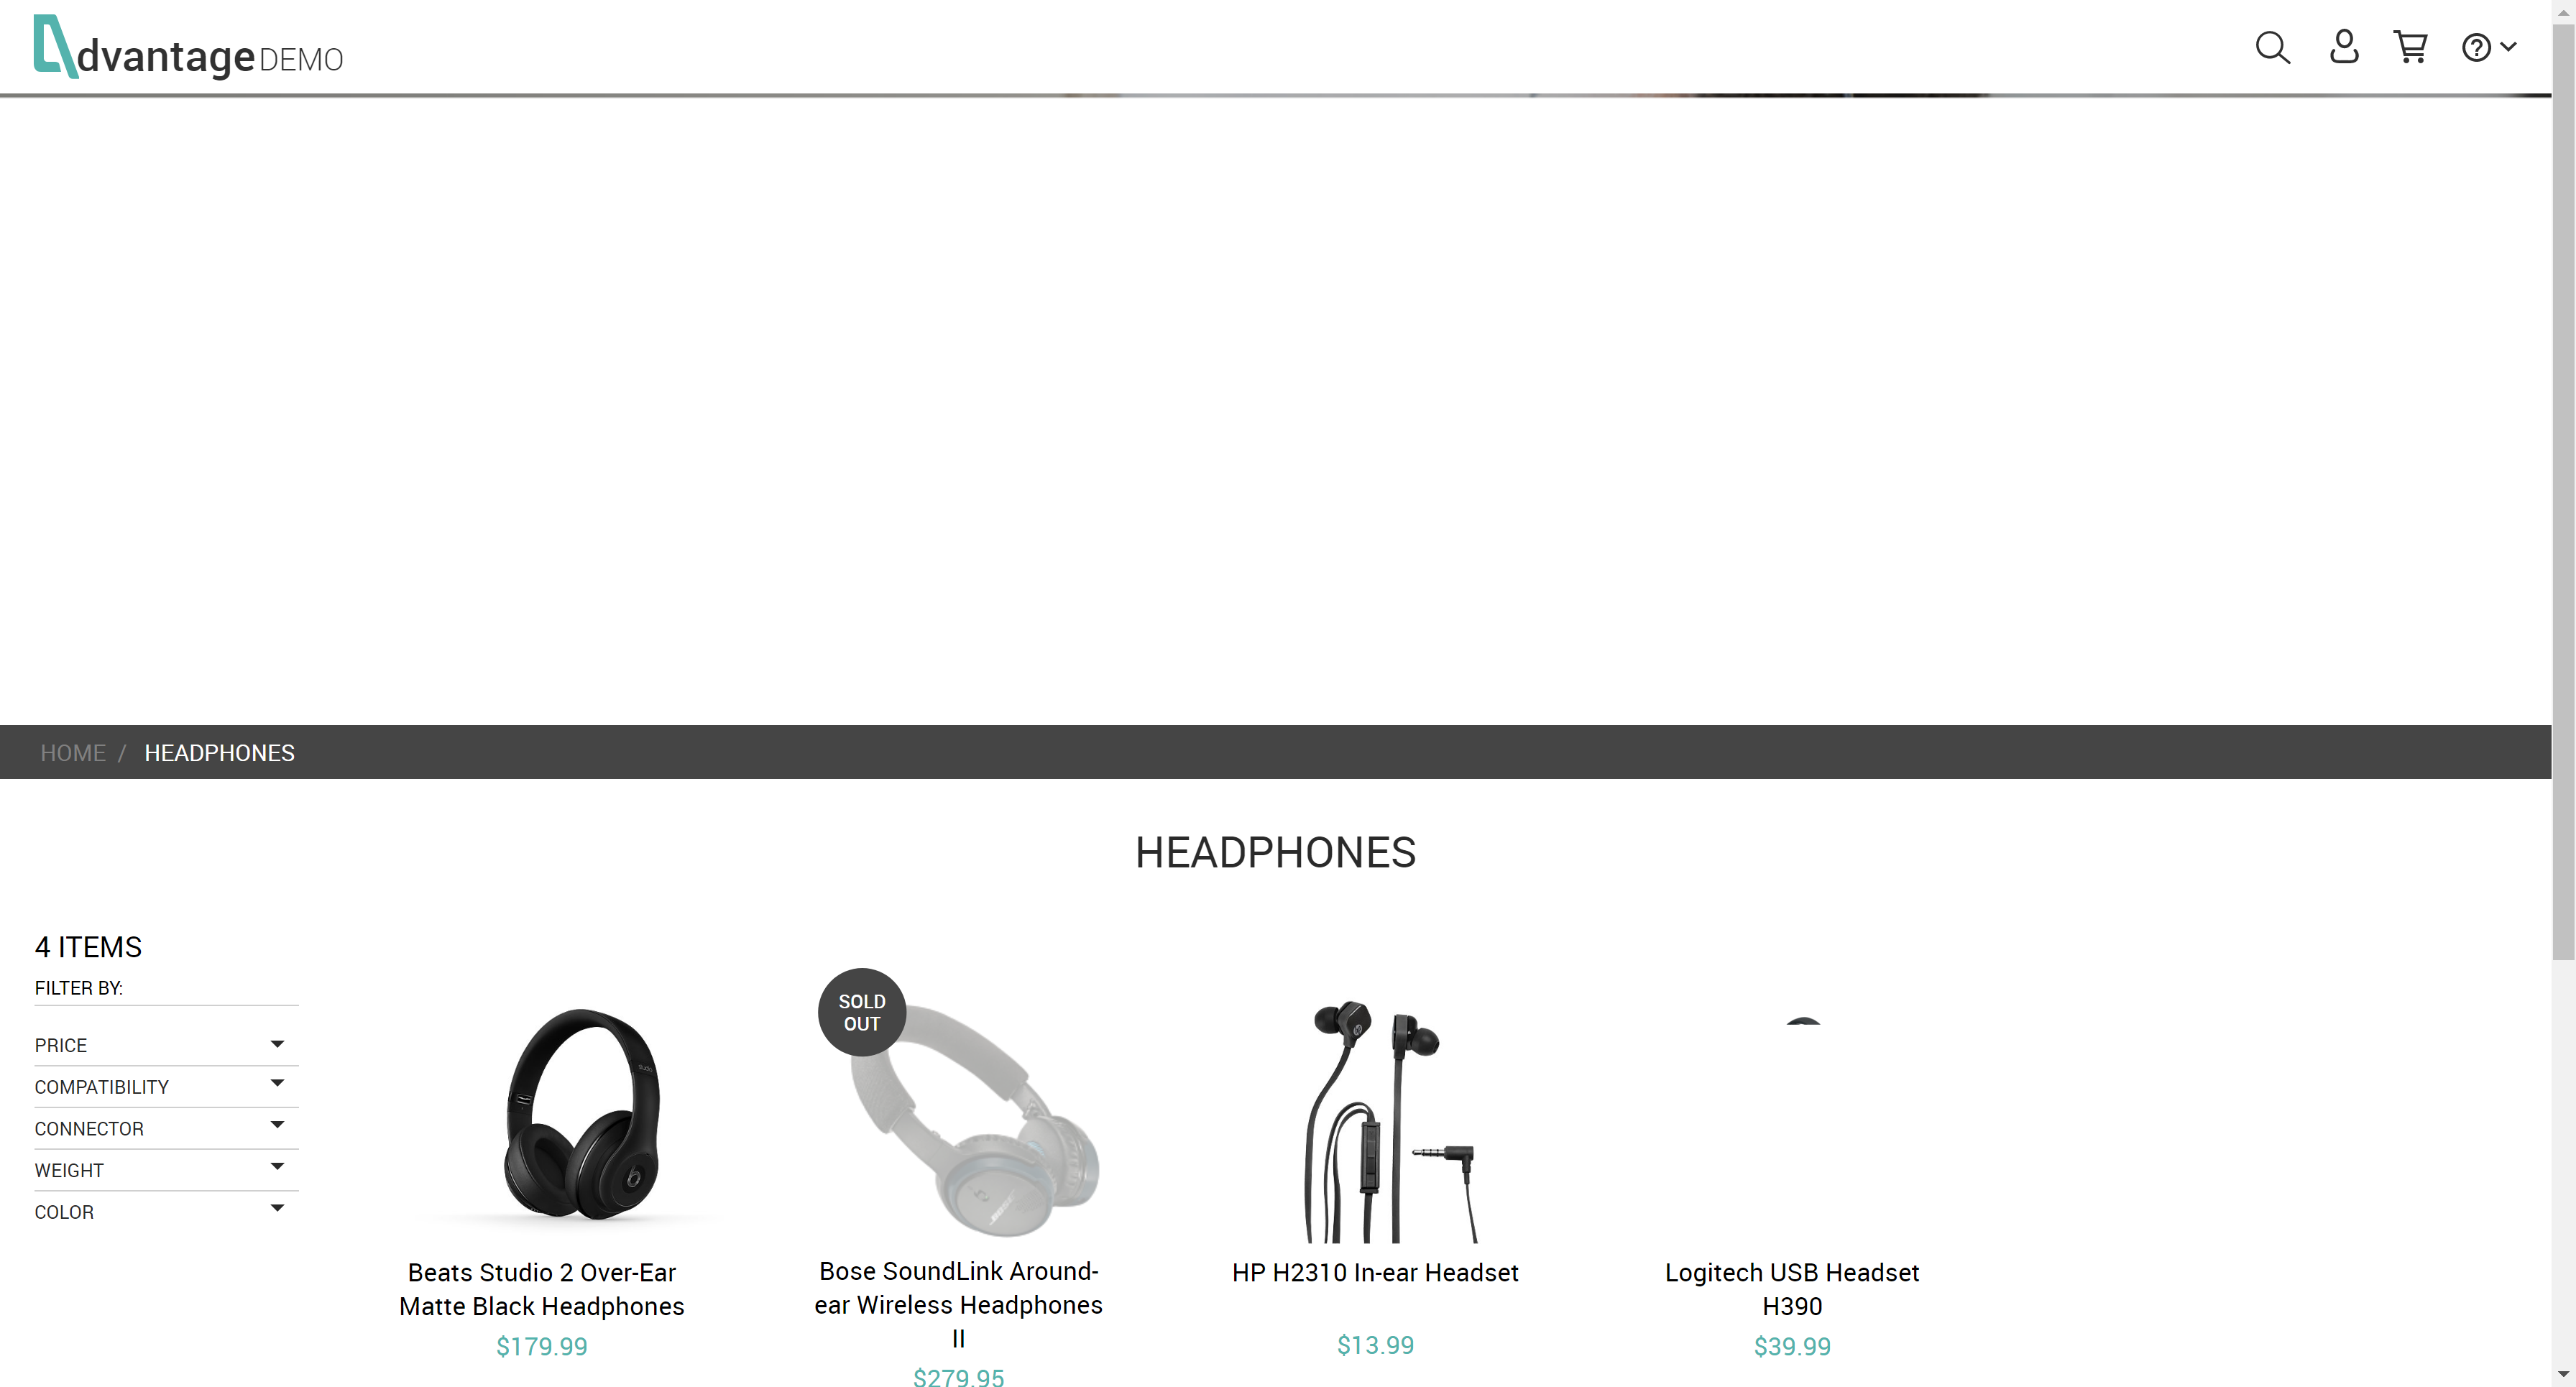 dvantage DEMO
HOME / HEADPHONES
HEADPHONES
4 ITEMS
FILTER BY:
PRICE
COMPATIBILITY
CONNECTOR
WEIGHT
COLOR
SOLD
OUT
Beats Studio 2 Over-Ear
Matte Black Headphones
$179.99
Bose SoundLink Around-
ear Wireless Headphones
II
$279.95
HP H2310 In-ear Headset
$13.99
Logitech USB Headset
H390
$39.99